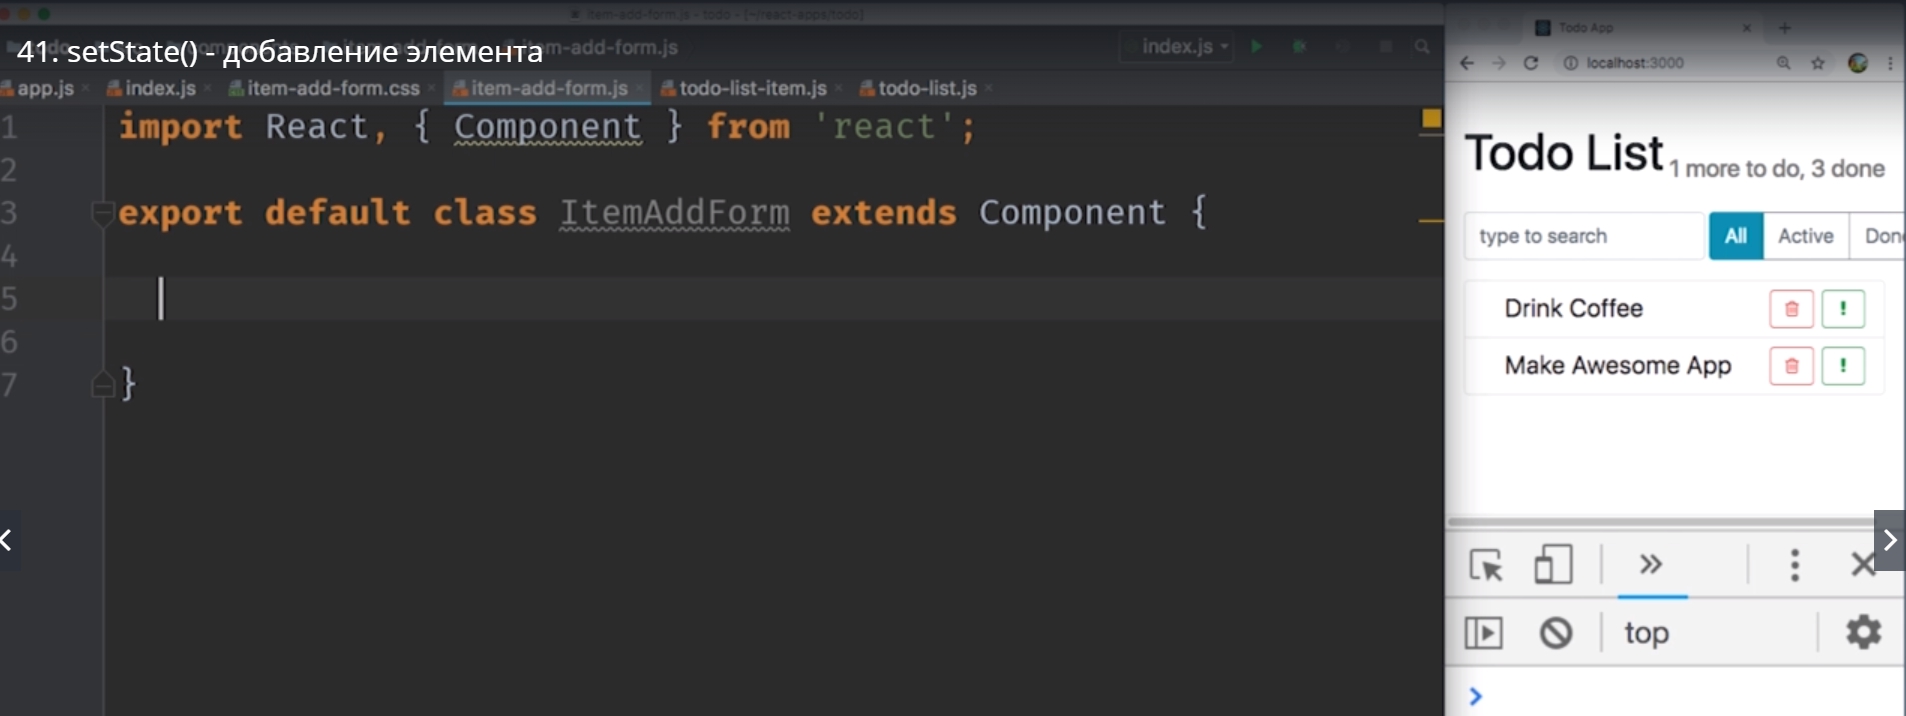 item-add-form.js - todo - [~/react-apps/todo]
41. setState() - добавление элемента
item-add-form.js
index.js
app.js
index.js
item-add-form.css
item-add-form.js
todo-list-item.js
todo-list.js
1 import React, { Component } from 'react';
2
3 export default class ItemAddForm extends Component {
4
5
6
7 }
Todo App
localhost:3000
Todo List 1 more to do, 3 done
type to search All Active Don
Drink Coffee
Make Awesome App
top